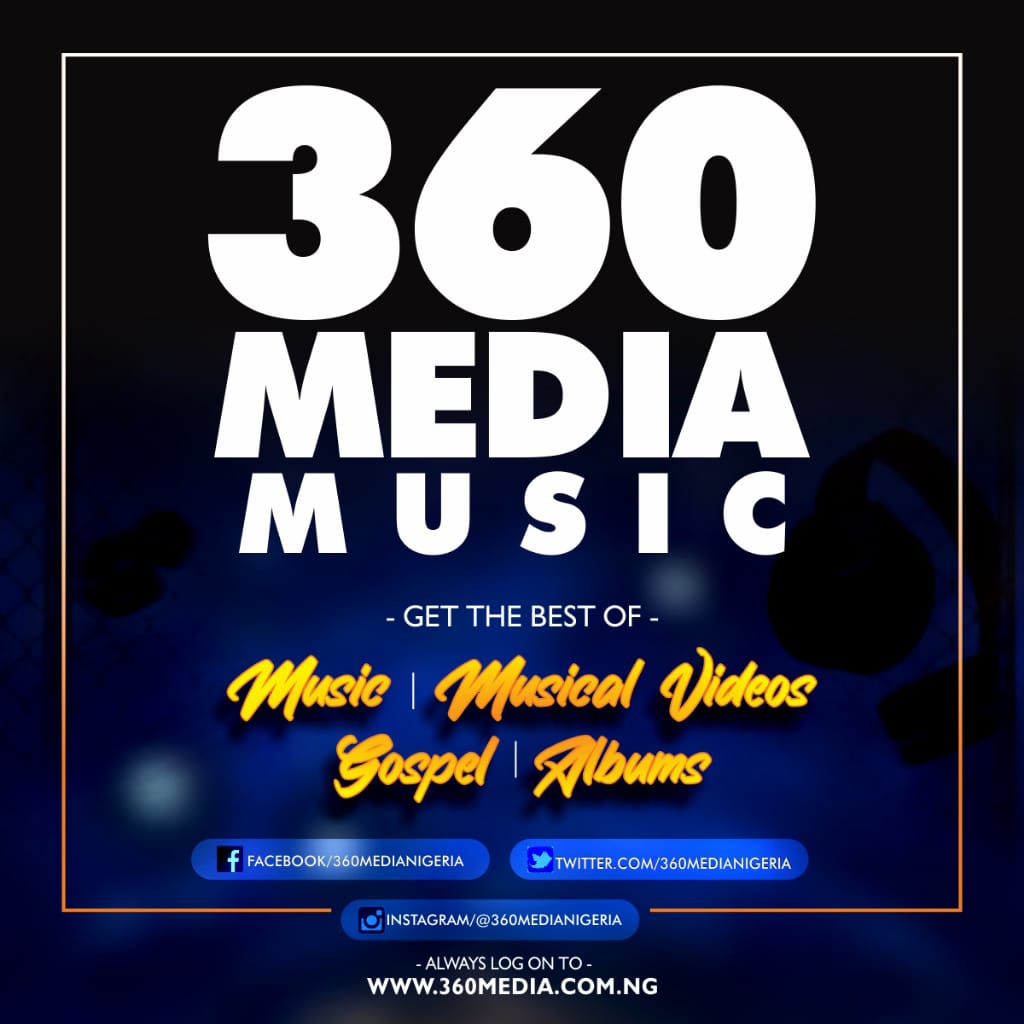 360
MEDIA
MUSIC
- GET THE BEST OF -
Music | Musical Videos
Gospel | Albums
FACEBOOK/360MEDIANIGERIA
TWITTER.COM/360MEDIANIGERIA
INSTAGRAM/@360MEDIANIGERIA
- ALWAYS LOG ON TO -
WWW.360MEDIA.COM.NG